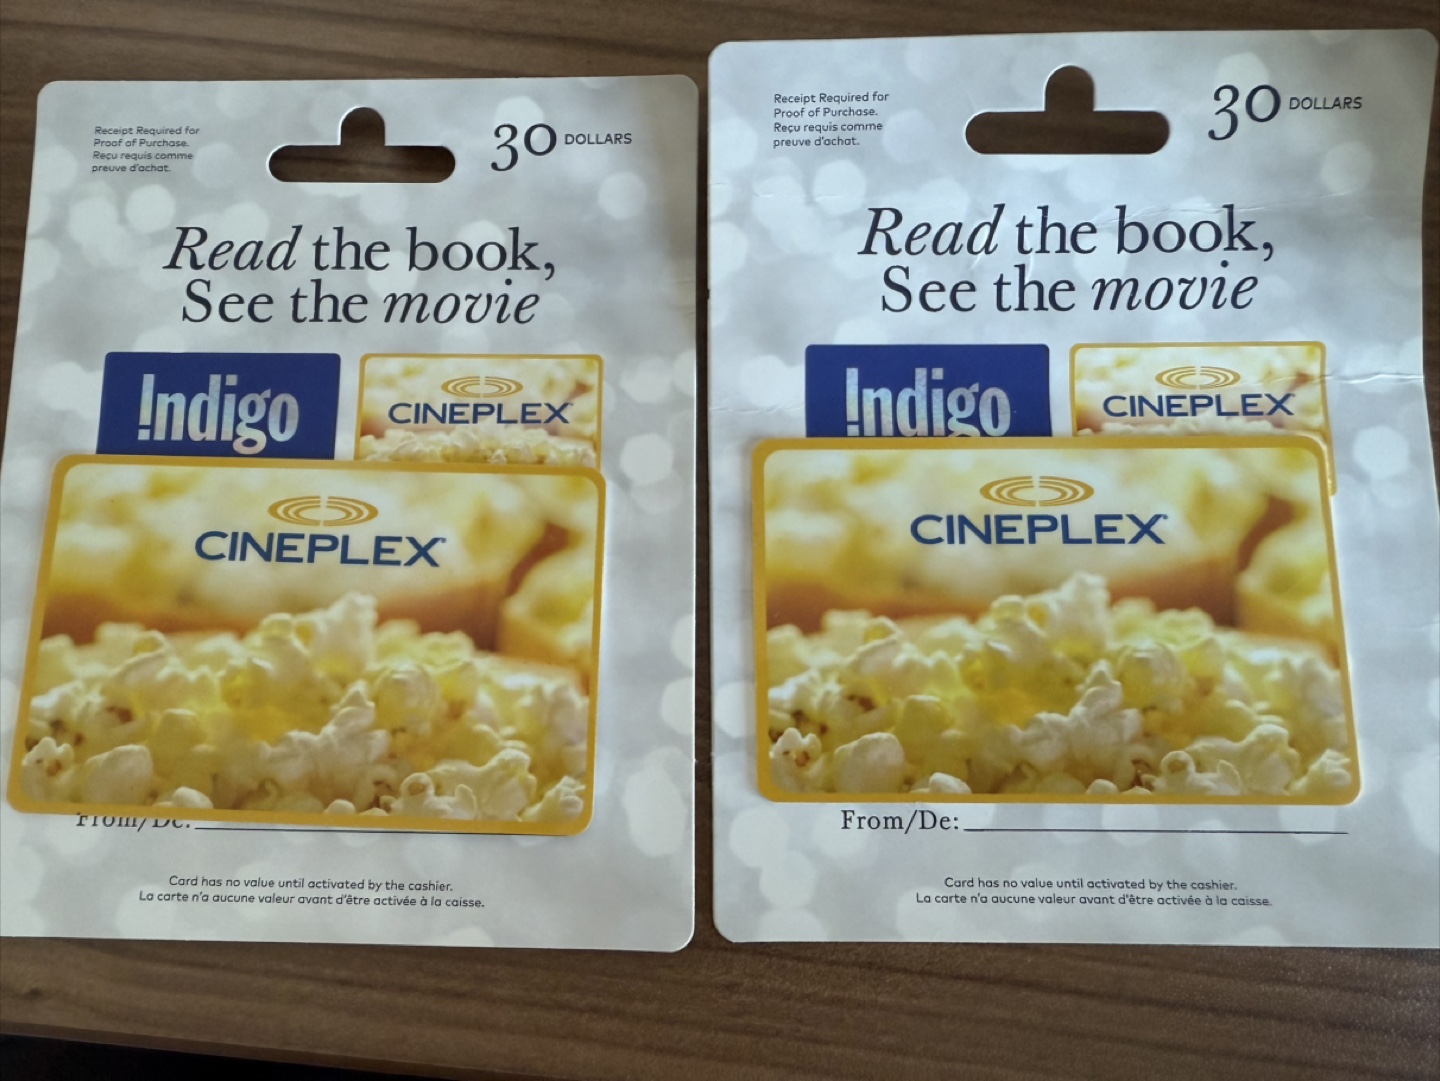 Receipt Required for
Proof of Purchase.
Reçu requis comme
preuve d'achat.
30 DOLLARS
Read the book,
See the movie
!ndigo
CINEPLEX
CINEPLEX
From/De:
Card has no value until activated by the cashier.
La carte n'a aucune valeur avant d'être activée à la caisse.
Receipt Required for
Proof of Purchase.
Reçu requis comme
preuve d'achat.
30 DOLLARS
Read the book,
See the movie
!ndigo
CINEPLEX
CINEPLEX
From/De:
Card has no value until activated by the cashier.
La carte n'a aucune valeur avant d'être activée à la caisse.